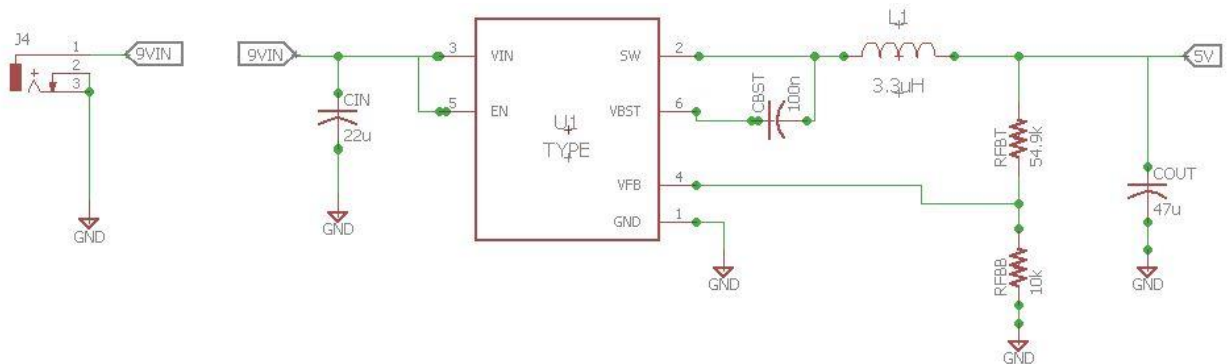 J4
1
2
3
9VIN
GND
9VIN
CIN
22u
GND
3
VIN
5
EN
U1
TYPE
SW
2
VBST
6
VFB
4
GND
1
GND
CBST
100n
L1
3.3uH
RFBT
54.9k
RFBB
10k
GND
5V
COUT
47u
GND